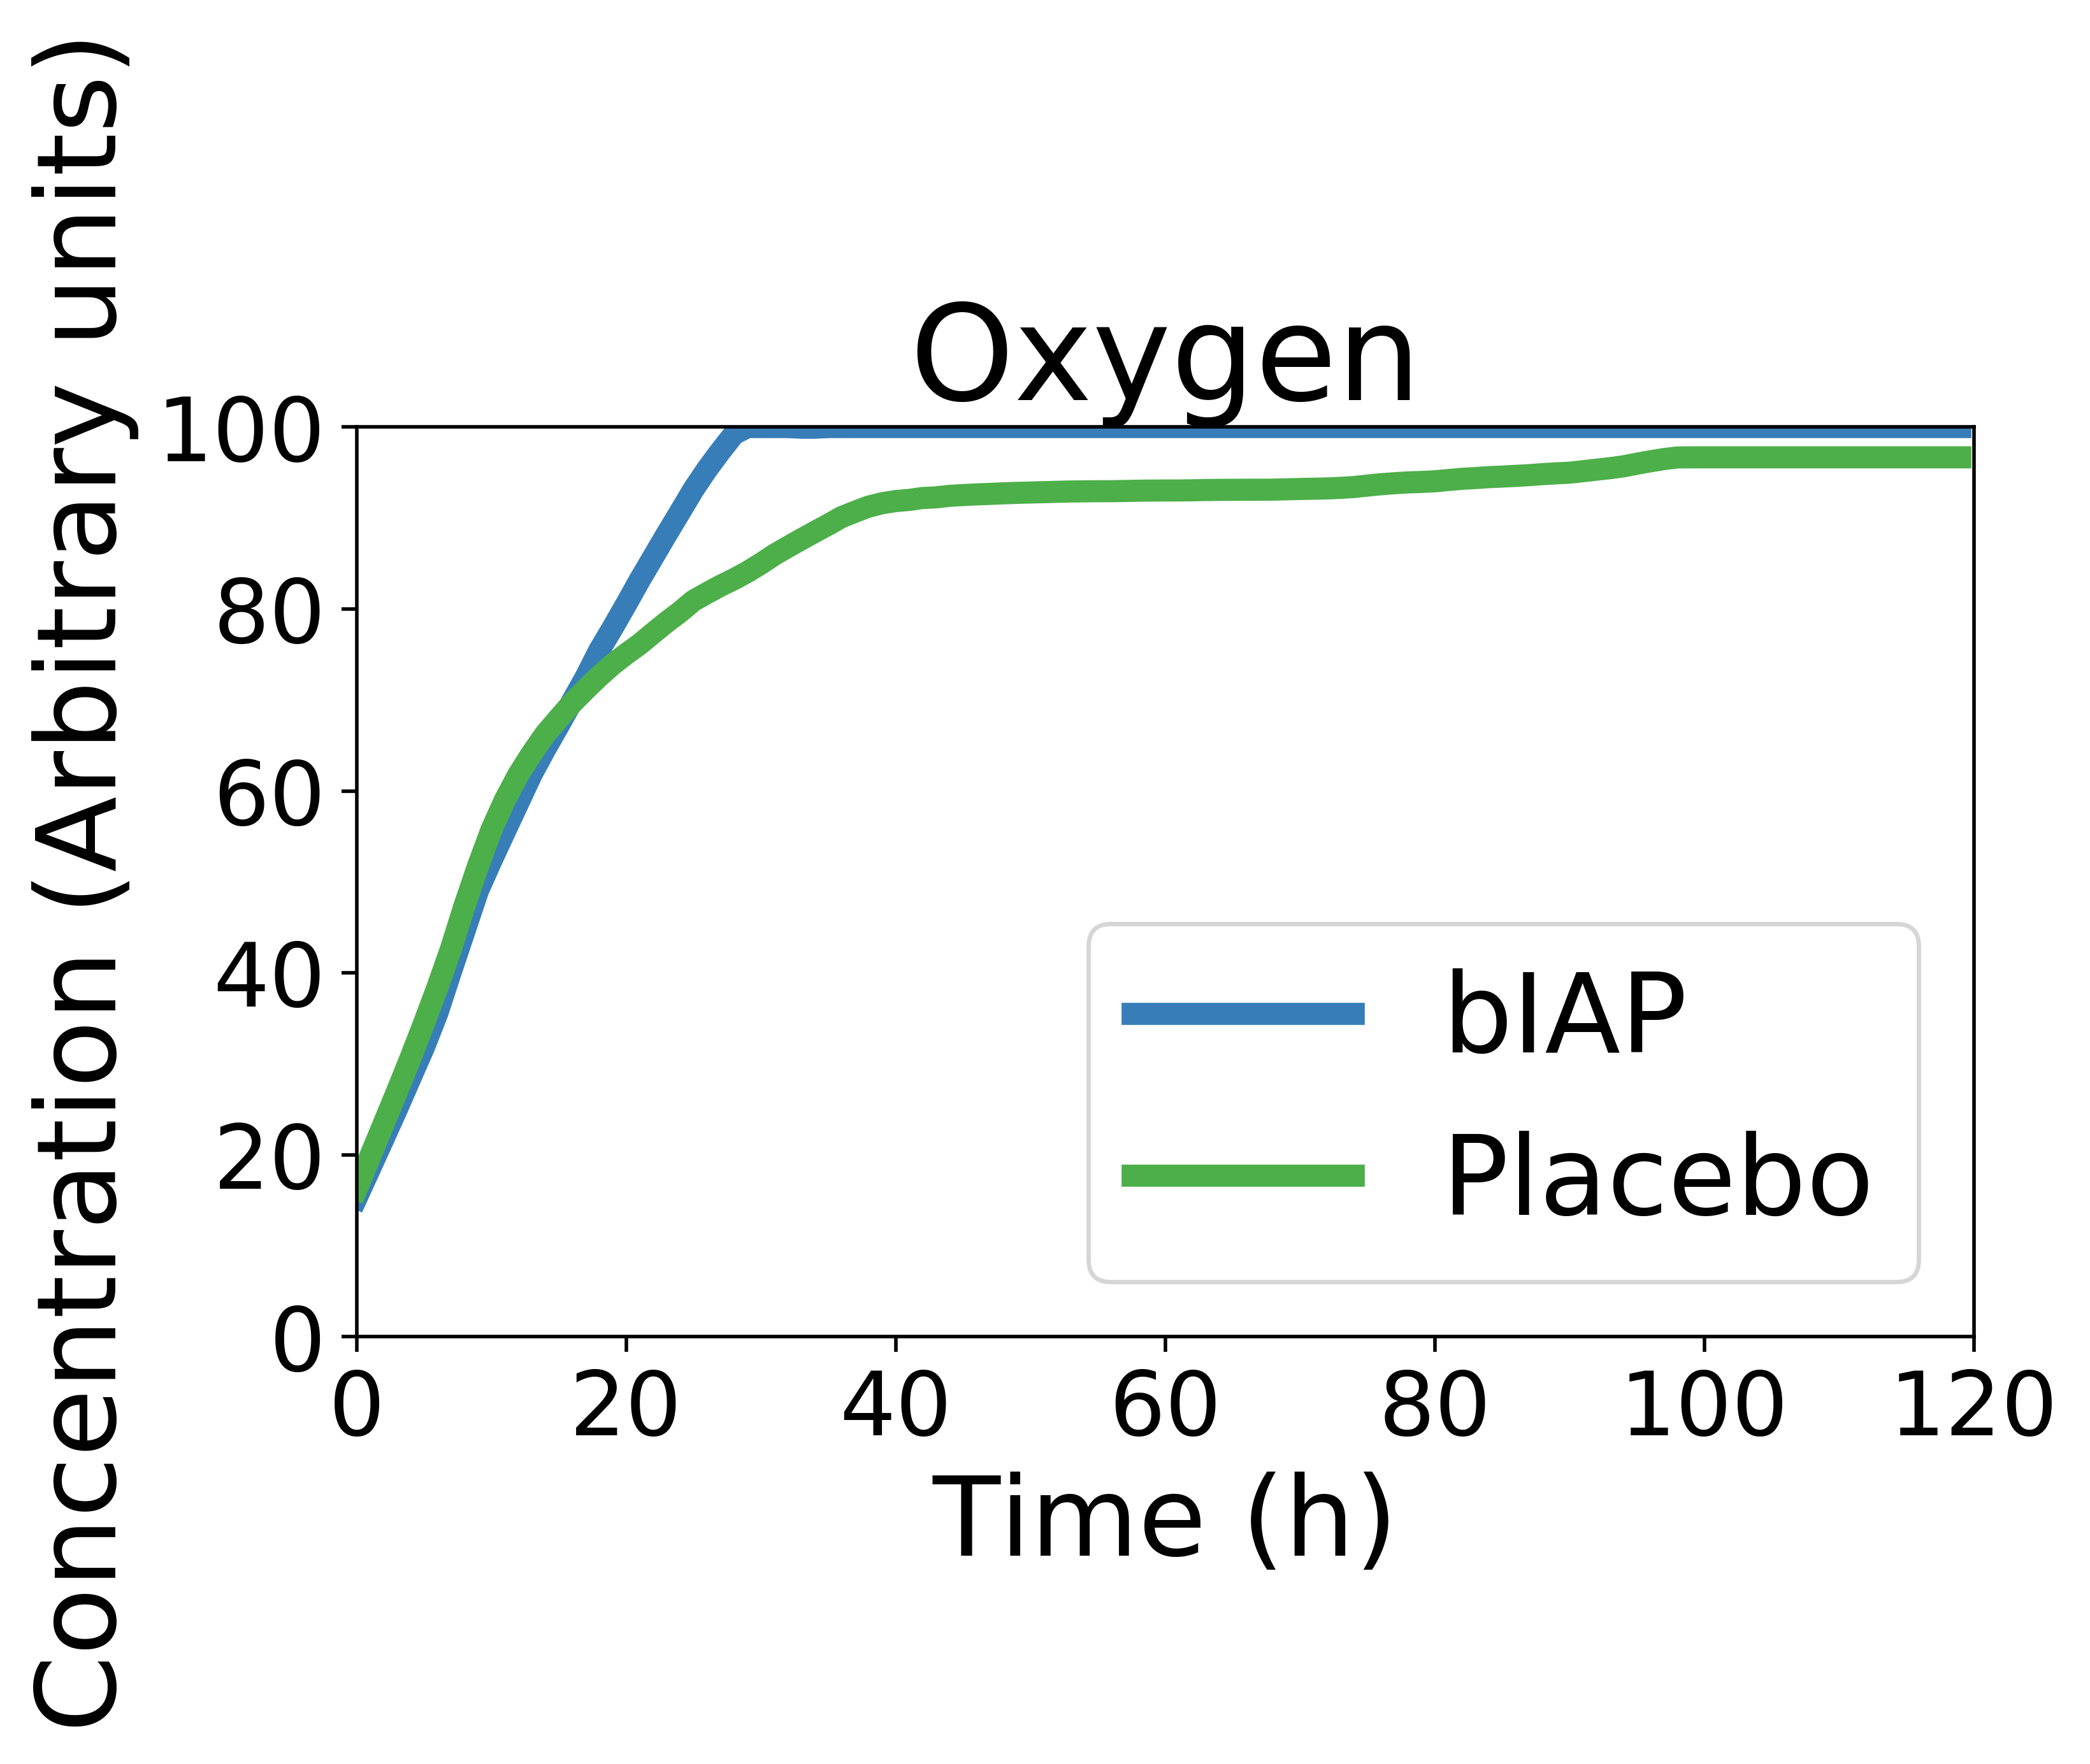 Oxygen
Concentration (Arbitrary units)
100
80
60
40
20
0
bIAP
Placebo
0 20 40 60 80 100 120
Time (h)